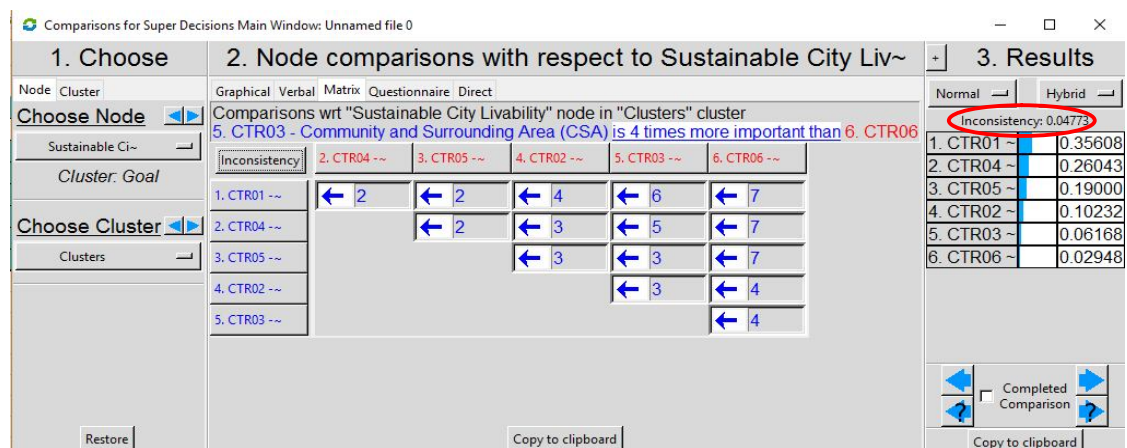 Comparisons for Super Decisions Main Window: Unnamed file 0
1. Choose
Node Cluster
Choose Node
Sustainable Ci~
Cluster: Goal
Choose Cluster
Clusters
Restore
2. Node comparisons with respect to Sustainable City Liv~
Graphical Verbal Matrix Questionnaire Direct
Comparisons wrt "Sustainable City Livability" node in "Clusters" cluster
5. CTR03 - Community and Surrounding Area (CSA) is 4 times more important than 6. CTR06
Inconsistency 2. CTR04 -~ 3. CTR05 -~ 4. CTR02 -~ 5. CTR03 -~ 6. CTR06 -~
1. CTR01 -~ ← 2 ← 2 ← 4 ← 6 ← 7
2. CTR04 -~ ← 2 ← 3 ← 5 ← 7
3. CTR05 -~ ← 3 ← 3 ← 7
4. CTR02 -~ ← 3 ← 4
5. CTR03 -~ ← 4
Copy to clipboard
+ 3. Results
Normal Hybrid
Inconsistency: 0.04773
1. CTR01 ~ 0.35608
2. CTR04 ~ 0.26043
3. CTR05 ~ 0.19000
4. CTR02 ~ 0.10232
5. CTR03 ~ 0.06168
6. CTR06 ~ 0.02948
Completed
Comparison
? ?
Copy to clipboard